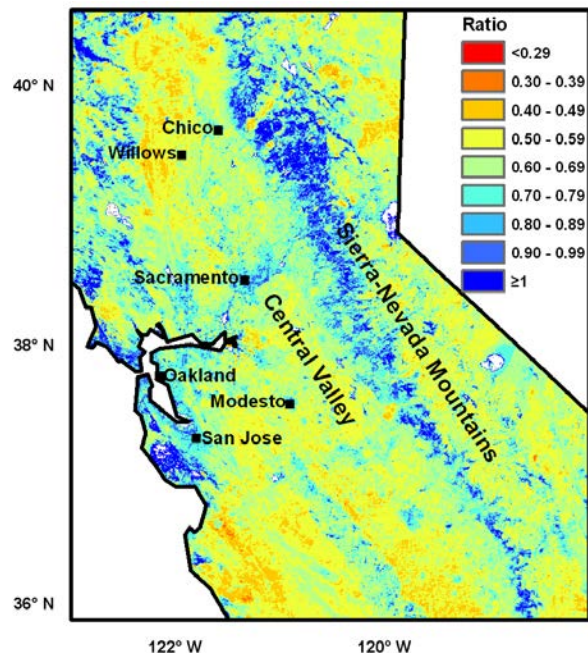 Ratio
<0.29
0.30 - 0.39
0.40 - 0.49
0.50 - 0.59
0.60 - 0.69
0.70 - 0.79
0.80 - 0.89
0.90 - 0.99
≥1
40° N
38° N
36° N
Chico
Willows
Sacramento
Oakland
Modesto
San Jose
Central Valley
Sierra-Nevada Mountains
122° W
120° W